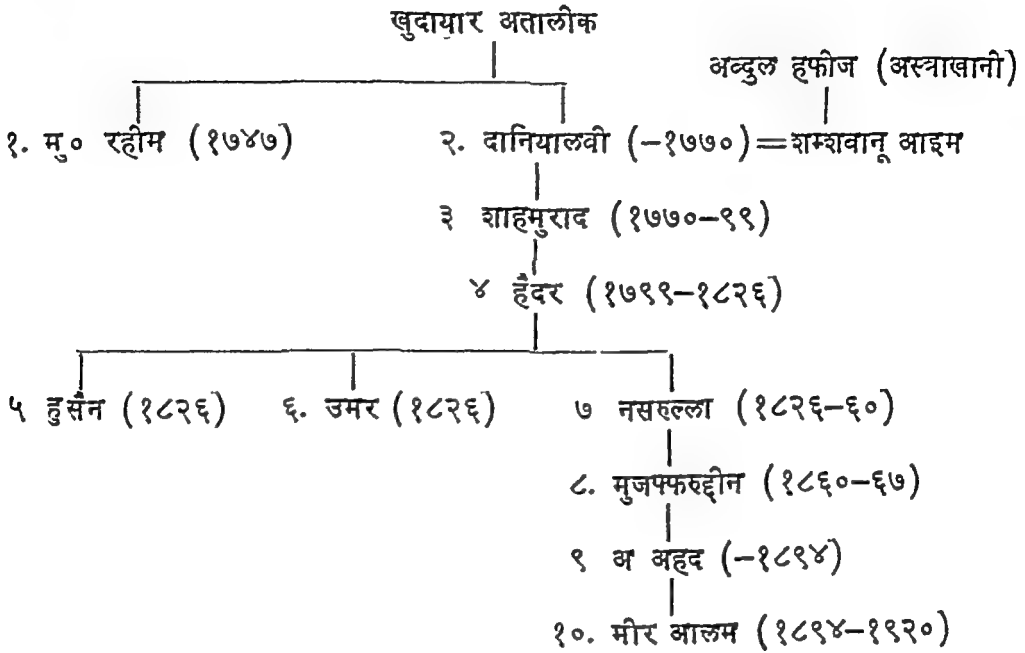 खुदायार अतालीक
अब्दुल हफीज (अस्त्राखानी)
१. मु० रहीम (१७४७)
२. दानियालवी (-१७७०)=शम्शवानू आइम
३ शाहमुराद (१७७०-९९)
४ हैदर (१७९९-१८२६)
५ हुसैन (१८२६)
६. उमर (१८२६)
७ नसरुल्ला (१८२६-६०)
८. मुजफ्फरुद्दीन (१८६०-६७)
९ अ अहद (-१८९४)
१०. मीर आलम (१८९४-१९२०)